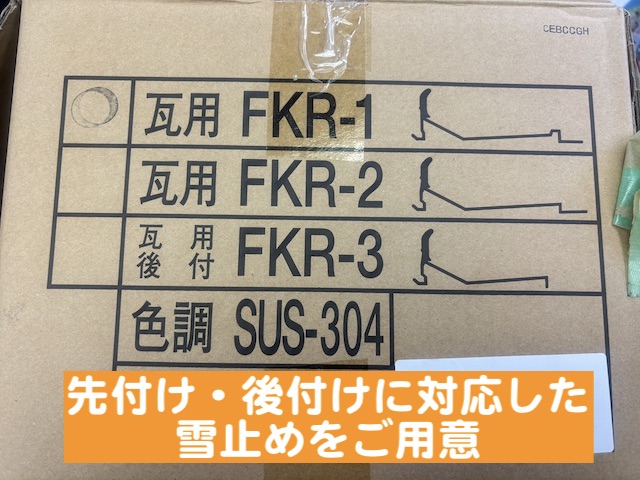 CEBCCGH
瓦用 FKR-1
瓦用 FKR-2
瓦用後付 FKR-3
色調 SUS-304
先付け・後付けに対応した
雪止めをご用意